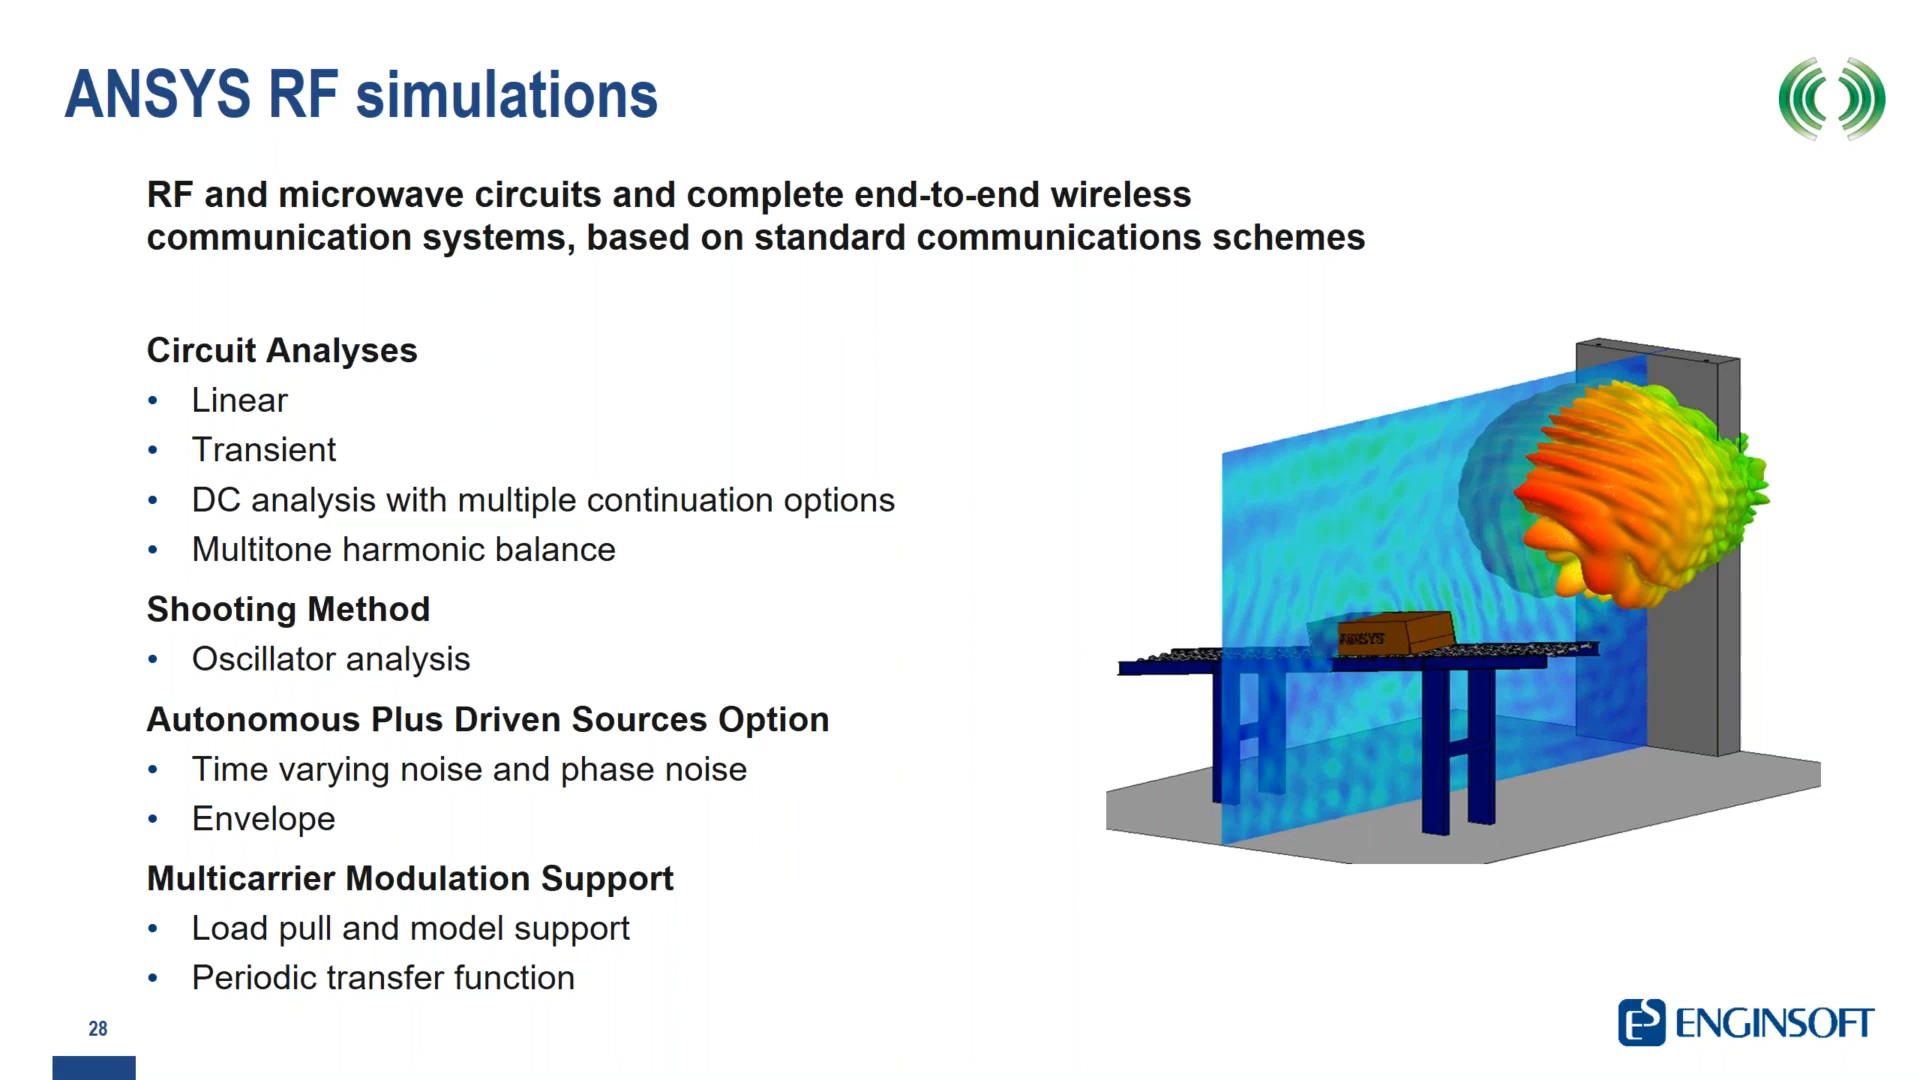 ANSYS RF simulations
RF and microwave circuits and complete end-to-end wireless
communication systems, based on standard communications schemes
Circuit Analyses
• Linear
• Transient
• DC analysis with multiple continuation options
• Multitone harmonic balance
Shooting Method
• Oscillator analysis
Autonomous Plus Driven Sources Option
• Time varying noise and phase noise
• Envelope
Multicarrier Modulation Support
• Load pull and model support
• Periodic transfer function
ANSYS
28
ES ENGINSOFT